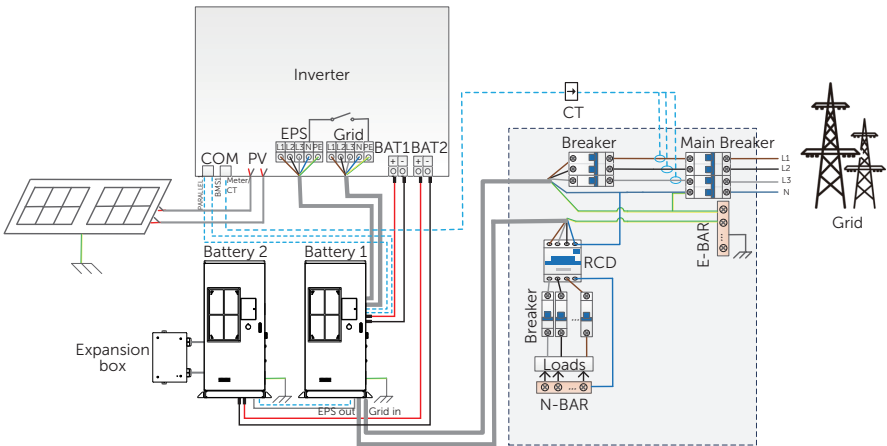 Inverter
EPS
Grid
L1 L2 L3 N PE
L1 L2 L3 N PE
BAT1 BAT2
+ -
+ -
COM PV
PARALLEL
BMS1
Meter/
CT
CT
Breaker
Main Breaker
L1
L2
L3
N
Grid
E-BAR
RCD
Breaker
...
Loads
...
N-BAR
Battery 2
Battery 1
Expansion
box
EPS out
Grid in